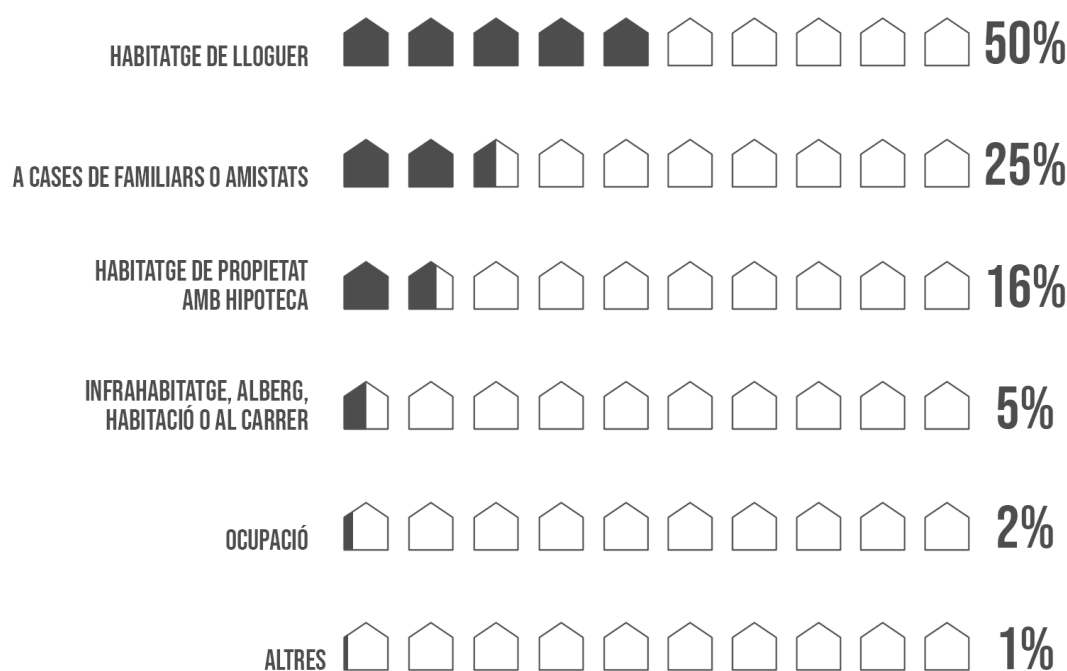 HABITATGE DE LLOGUER 50%
A CASES DE FAMILIARS O AMISTATS 25%
HABITATGE DE PROPIETAT
AMB HIPOTECA 16%
INFRAHABITATGE, ALBERG,
HABITACIÓ O AL CARRER 5%
OCUPACIÓ 2%
ALTRES 1%